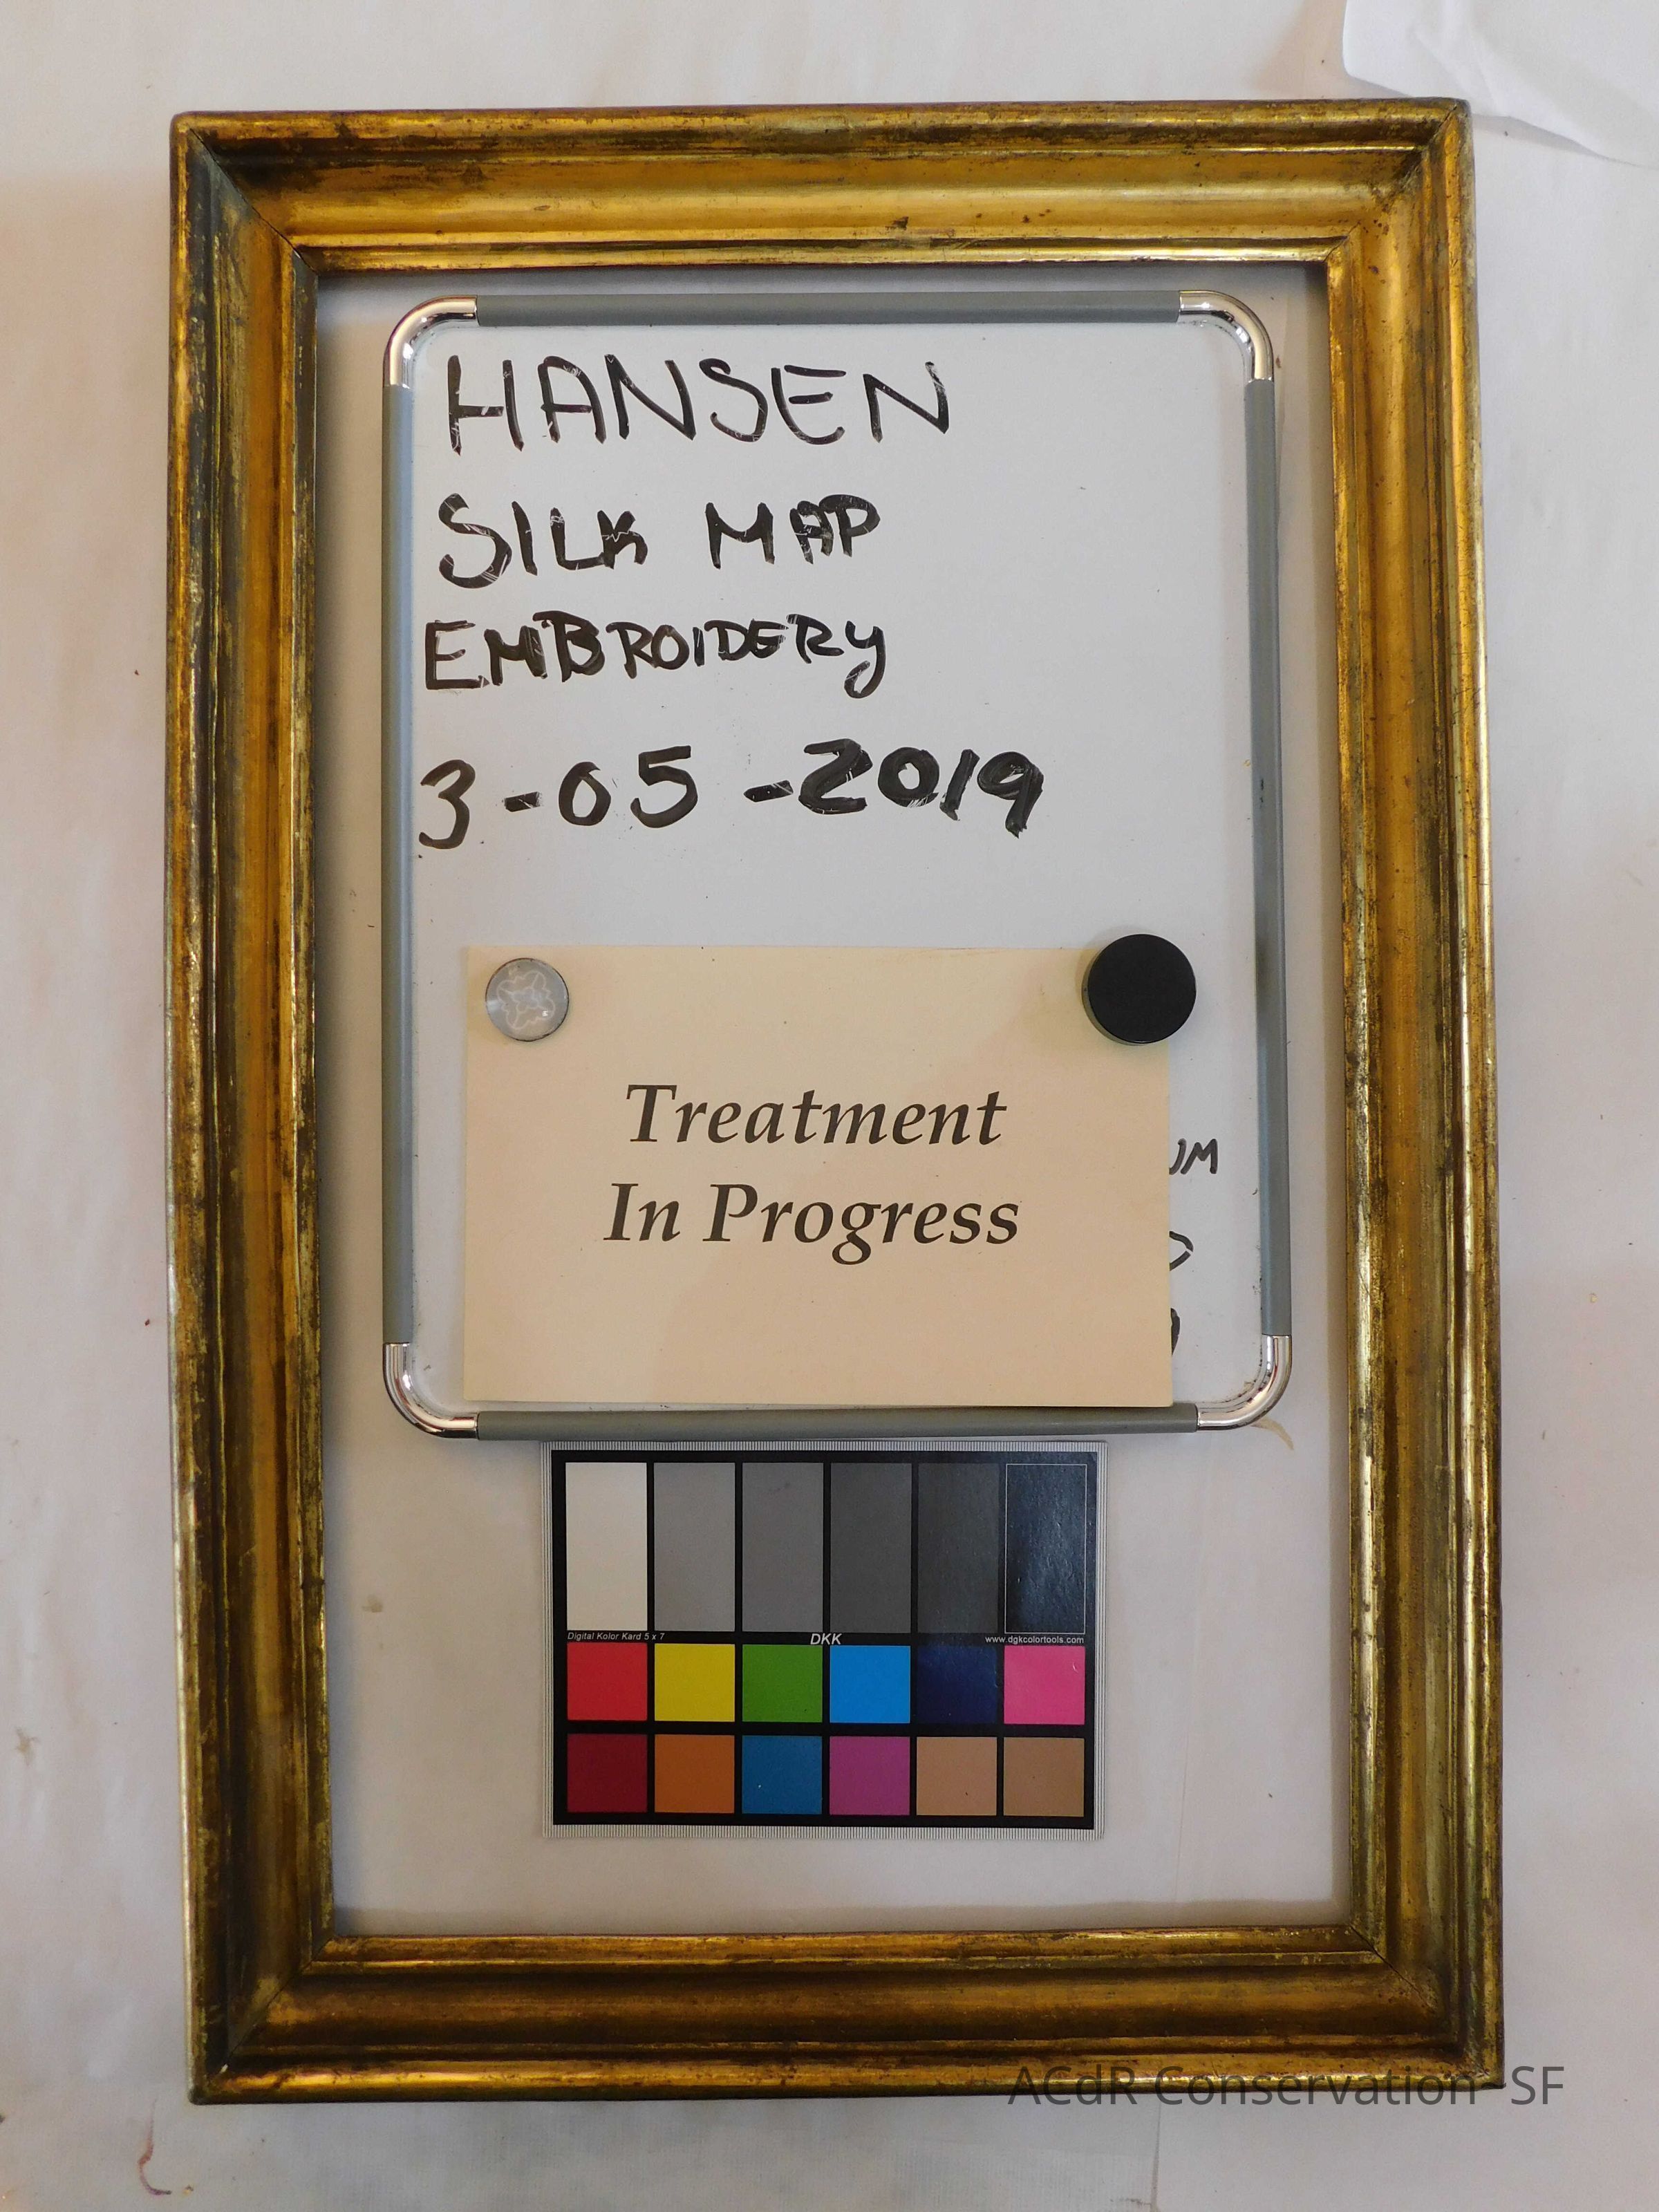 HANSEN
SILK MAP
EMBROIDERY
3-05-2019
Treatment
In Progress
UM
Digital Kolor Kard 5 x 7
DKK
www.dgkcolortools.com
ACdR Conservation-SF